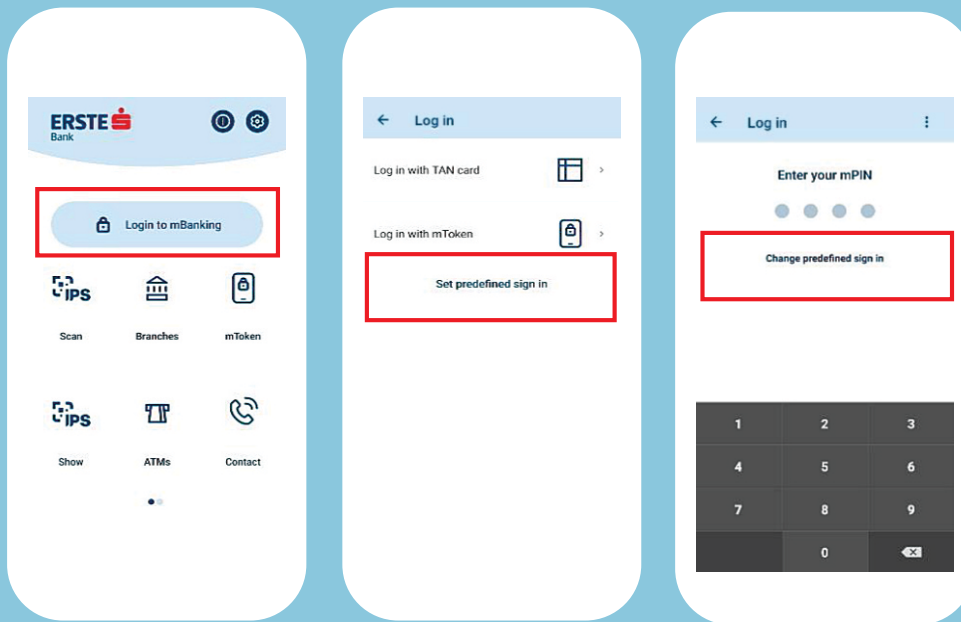 ERSTE
Bank
Login to mBanking
IPS
Scan
Branches
mToken
IPS
Show
ATMs
Contact
Log in
Log in with TAN card
Log in with mToken
Set predefined sign in
Log in
Enter your mPIN
Change predefined sign in
1 2 3
4 5 6
7 8 9
0